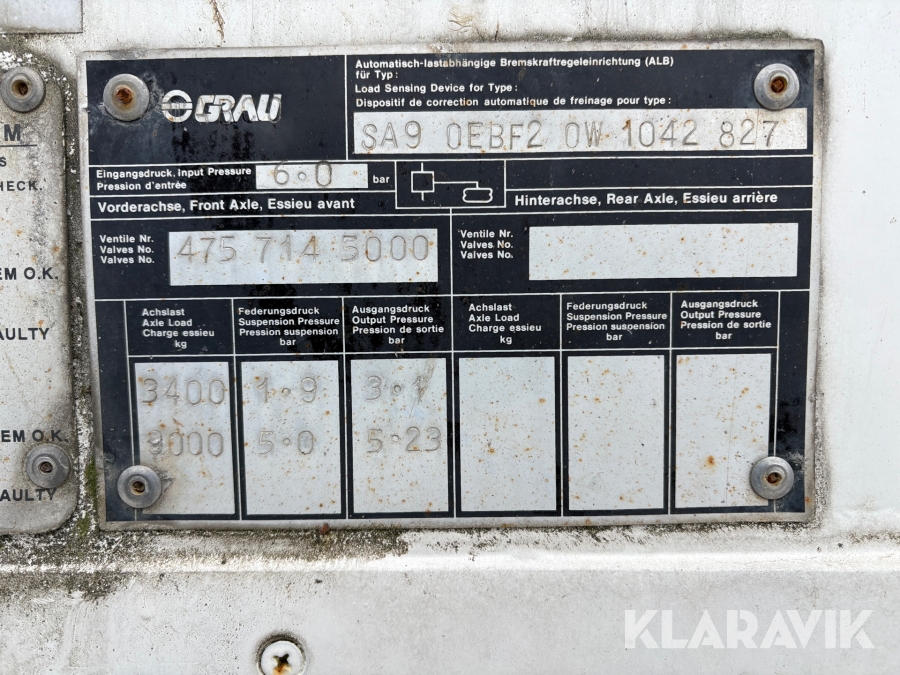 M
S
HECK.
EM O.K.
AULTY
EM O.K.
AULTY
GRAU
Automatisch-lastabhängige Bremskraftregeleinrichtung (ALB)
für Typ:
Load Sensing Device for Type:
Dispositif de correction automatique de freinage pour type:
SA9 0EBF2 0W 1042 827
Eingangsdruck, Input Pressure
Pression d'entrée
6.0 bar
Vorderachse, Front Axle, Essieu avant
Hinterachse, Rear Axle, Essieu arrière
Ventile Nr.
Valves No.
Valves No.
475 714 5000
Ventile Nr.
Valves No.
Valves No.
Achslast
Axle Load
Charge essieu
kg
Federungsdruck
Suspension Pressure
Pression suspension
bar
Ausgangsdruck
Output Pressure
Pression de sortie
bar
Achslast
Axle Load
Charge essieu
kg
Federungsdruck
Suspension Pressure
Pression suspension
bar
Ausgangsdruck
Output Pressure
Pression de sortie
bar
3400 1.9 3.1
9000 5.0 5.23
KLARAVIK